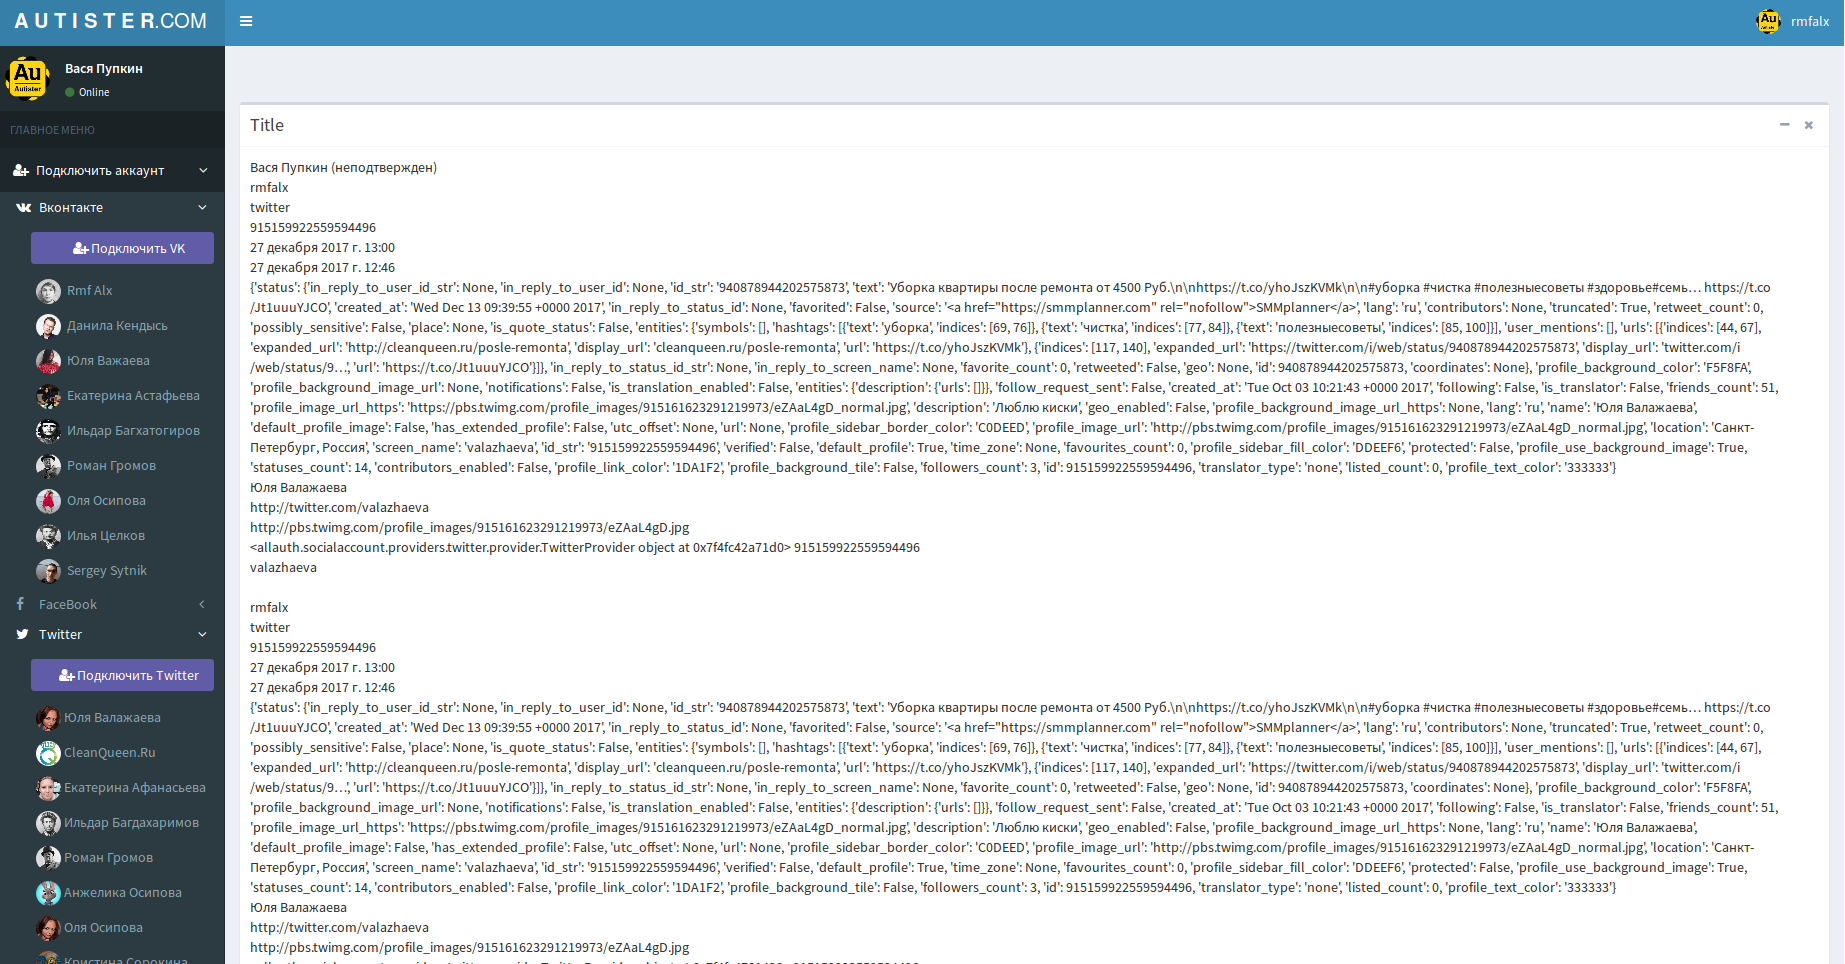 AUTISTER.COM
rmfalx
Au
Autister
Вася Пупкин
Online
ГЛАВНОЕ МЕНЮ
Подключить аккаунт
Вконтакте
Подключить VK
Rmf Alx
Данила Кендысь
Юля Важаева
Екатерина Астафьева
Ильдар Багхатогиров
Роман Громов
Оля Осипова
Илья Целков
Sergey Sytnik
FaceBook
Twitter
Подключить Twitter
Юля Валажаева
CleanQueen.Ru
Екатерина Афанасьева
Ильдар Багдахаримов
Роман Громов
Анжелика Осипова
Оля Осипова
Кристина Сорокина
Title
Вася Пупкин (неподтвержден)
rmfalx
twitter
915159922559594496
27 декабря 2017 г. 13:00
27 декабря 2017 г. 12:46
{'status': {'in_reply_to_user_id_str': None, 'in_reply_to_user_id': None, 'id_str': '940878944202575873', 'text': 'Уборка квартиры после ремонта от 4500 Руб.\n\nhttps://t.co/yhoJszKVMk\n\n#уборка #чистка #полезныесоветы #здоровье#семь… https://t.co
/Jt1uuuYJCO', 'created_at': 'Wed Dec 13 09:39:55 +0000 2017', 'in_reply_to_status_id': None, 'favorited': False, 'source': '<a href="https://smmplanner.com" rel="nofollow">SMMplanner</a>', 'lang': 'ru', 'contributors': None, 'truncated': True, 'retweet_count': 0,
'possibly_sensitive': False, 'place': None, 'is_quote_status': False, 'entities': {'symbols': [], 'hashtags': [{'text': 'уборка', 'indices': [69, 76]}, {'text': 'чистка', 'indices': [77, 84]}, {'text': 'полезныесоветы', 'indices': [85, 100]}], 'user_mentions': [], 'urls': [{'indices': [44, 67],
'expanded_url': 'http://cleanqueen.ru/posle-remonta', 'display_url': 'cleanqueen.ru/posle-remonta', 'url': 'https://t.co/yhoJszKVMk'}, {'indices': [117, 140], 'expanded_url': 'https://twitter.com/i/web/status/940878944202575873', 'display_url': 'twitter.com/i
/web/status/9…', 'url': 'https://t.co/Jt1uuuYJCO'}]}, 'in_reply_to_status_id_str': None, 'in_reply_to_screen_name': None, 'favorite_count': 0, 'retweeted': False, 'geo': None, 'id': 940878944202575873, 'coordinates': None}, 'profile_background_color': 'F5F8FA',
'profile_background_image_url': None, 'notifications': False, 'is_translation_enabled': False, 'entities': {'description': {'urls': []}}, 'follow_request_sent': False, 'created_at': 'Tue Oct 03 10:21:43 +0000 2017', 'following': False, 'is_translator': False, 'friends_count': 51,
'profile_image_url_https': 'https://pbs.twimg.com/profile_images/915161623291219973/eZAaL4gD_normal.jpg', 'description': 'Люблю киски', 'geo_enabled': False, 'profile_background_image_url_https': None, 'lang': 'ru', 'name': 'Юля Валажаева',
'default_profile_image': False, 'has_extended_profile': False, 'utc_offset': None, 'url': None, 'profile_sidebar_border_color': 'C0DEED', 'profile_image_url': 'http://pbs.twimg.com/profile_images/915161623291219973/eZAaL4gD_normal.jpg', 'location': 'Санкт-
Петербург, Россия', 'screen_name': 'valazhaeva', 'id_str': '915159922559594496', 'verified': False, 'default_profile': True, 'time_zone': None, 'favourites_count': 0, 'profile_sidebar_fill_color': 'DDEEF6', 'protected': False, 'profile_use_background_image': True,
'statuses_count': 14, 'contributors_enabled': False, 'profile_link_color': '1DA1F2', 'profile_background_tile': False, 'followers_count': 3, 'id': 915159922559594496, 'translator_type': 'none', 'listed_count': 0, 'profile_text_color': '333333'}
Юля Валажаева
http://twitter.com/valazhaeva
http://pbs.twimg.com/profile_images/915161623291219973/eZAaL4gD.jpg
<allauth.socialaccount.providers.twitter.provider.TwitterProvider object at 0x7f4fc42a71d0> 915159922559594496
valazhaeva
rmfalx
twitter
915159922559594496
27 декабря 2017 г. 13:00
27 декабря 2017 г. 12:46
{'status': {'in_reply_to_user_id_str': None, 'in_reply_to_user_id': None, 'id_str': '940878944202575873', 'text': 'Уборка квартиры после ремонта от 4500 Руб.\n\nhttps://t.co/yhoJszKVMk\n\n#уборка #чистка #полезныесоветы #здоровье#семь… https://t.co
/Jt1uuuYJCO', 'created_at': 'Wed Dec 13 09:39:55 +0000 2017', 'in_reply_to_status_id': None, 'favorited': False, 'source': '<a href="https://smmplanner.com" rel="nofollow">SMMplanner</a>', 'lang': 'ru', 'contributors': None, 'truncated': True, 'retweet_count': 0,
'possibly_sensitive': False, 'place': None, 'is_quote_status': False, 'entities': {'symbols': [], 'hashtags': [{'text': 'уборка', 'indices': [69, 76]}, {'text': 'чистка', 'indices': [77, 84]}, {'text': 'полезныесоветы', 'indices': [85, 100]}], 'user_mentions': [], 'urls': [{'indices': [44, 67],
'expanded_url': 'http://cleanqueen.ru/posle-remonta', 'display_url': 'cleanqueen.ru/posle-remonta', 'url': 'https://t.co/yhoJszKVMk'}, {'indices': [117, 140], 'expanded_url': 'https://twitter.com/i/web/status/940878944202575873', 'display_url': 'twitter.com/i
/web/status/9…', 'url': 'https://t.co/Jt1uuuYJCO'}]}, 'in_reply_to_status_id_str': None, 'in_reply_to_screen_name': None, 'favorite_count': 0, 'retweeted': False, 'geo': None, 'id': 940878944202575873, 'coordinates': None}, 'profile_background_color': 'F5F8FA',
'profile_background_image_url': None, 'notifications': False, 'is_translation_enabled': False, 'entities': {'description': {'urls': []}}, 'follow_request_sent': False, 'created_at': 'Tue Oct 03 10:21:43 +0000 2017', 'following': False, 'is_translator': False, 'friends_count': 51,
'profile_image_url_https': 'https://pbs.twimg.com/profile_images/915161623291219973/eZAaL4gD_normal.jpg', 'description': 'Люблю киски', 'geo_enabled': False, 'profile_background_image_url_https': None, 'lang': 'ru', 'name': 'Юля Валажаева',
'default_profile_image': False, 'has_extended_profile': False, 'utc_offset': None, 'url': None, 'profile_sidebar_border_color': 'C0DEED', 'profile_image_url': 'http://pbs.twimg.com/profile_images/915161623291219973/eZAaL4gD_normal.jpg', 'location': 'Санкт-
Петербург, Россия', 'screen_name': 'valazhaeva', 'id_str': '915159922559594496', 'verified': False, 'default_profile': True, 'time_zone': None, 'favourites_count': 0, 'profile_sidebar_fill_color': 'DDEEF6', 'protected': False, 'profile_use_background_image': True,
'statuses_count': 14, 'contributors_enabled': False, 'profile_link_color': '1DA1F2', 'profile_background_tile': False, 'followers_count': 3, 'id': 915159922559594496, 'translator_type': 'none', 'listed_count': 0, 'profile_text_color': '333333'}
Юля Валажаева
http://twitter.com/valazhaeva
http://pbs.twimg.com/profile_images/915161623291219973/eZAaL4gD.jpg